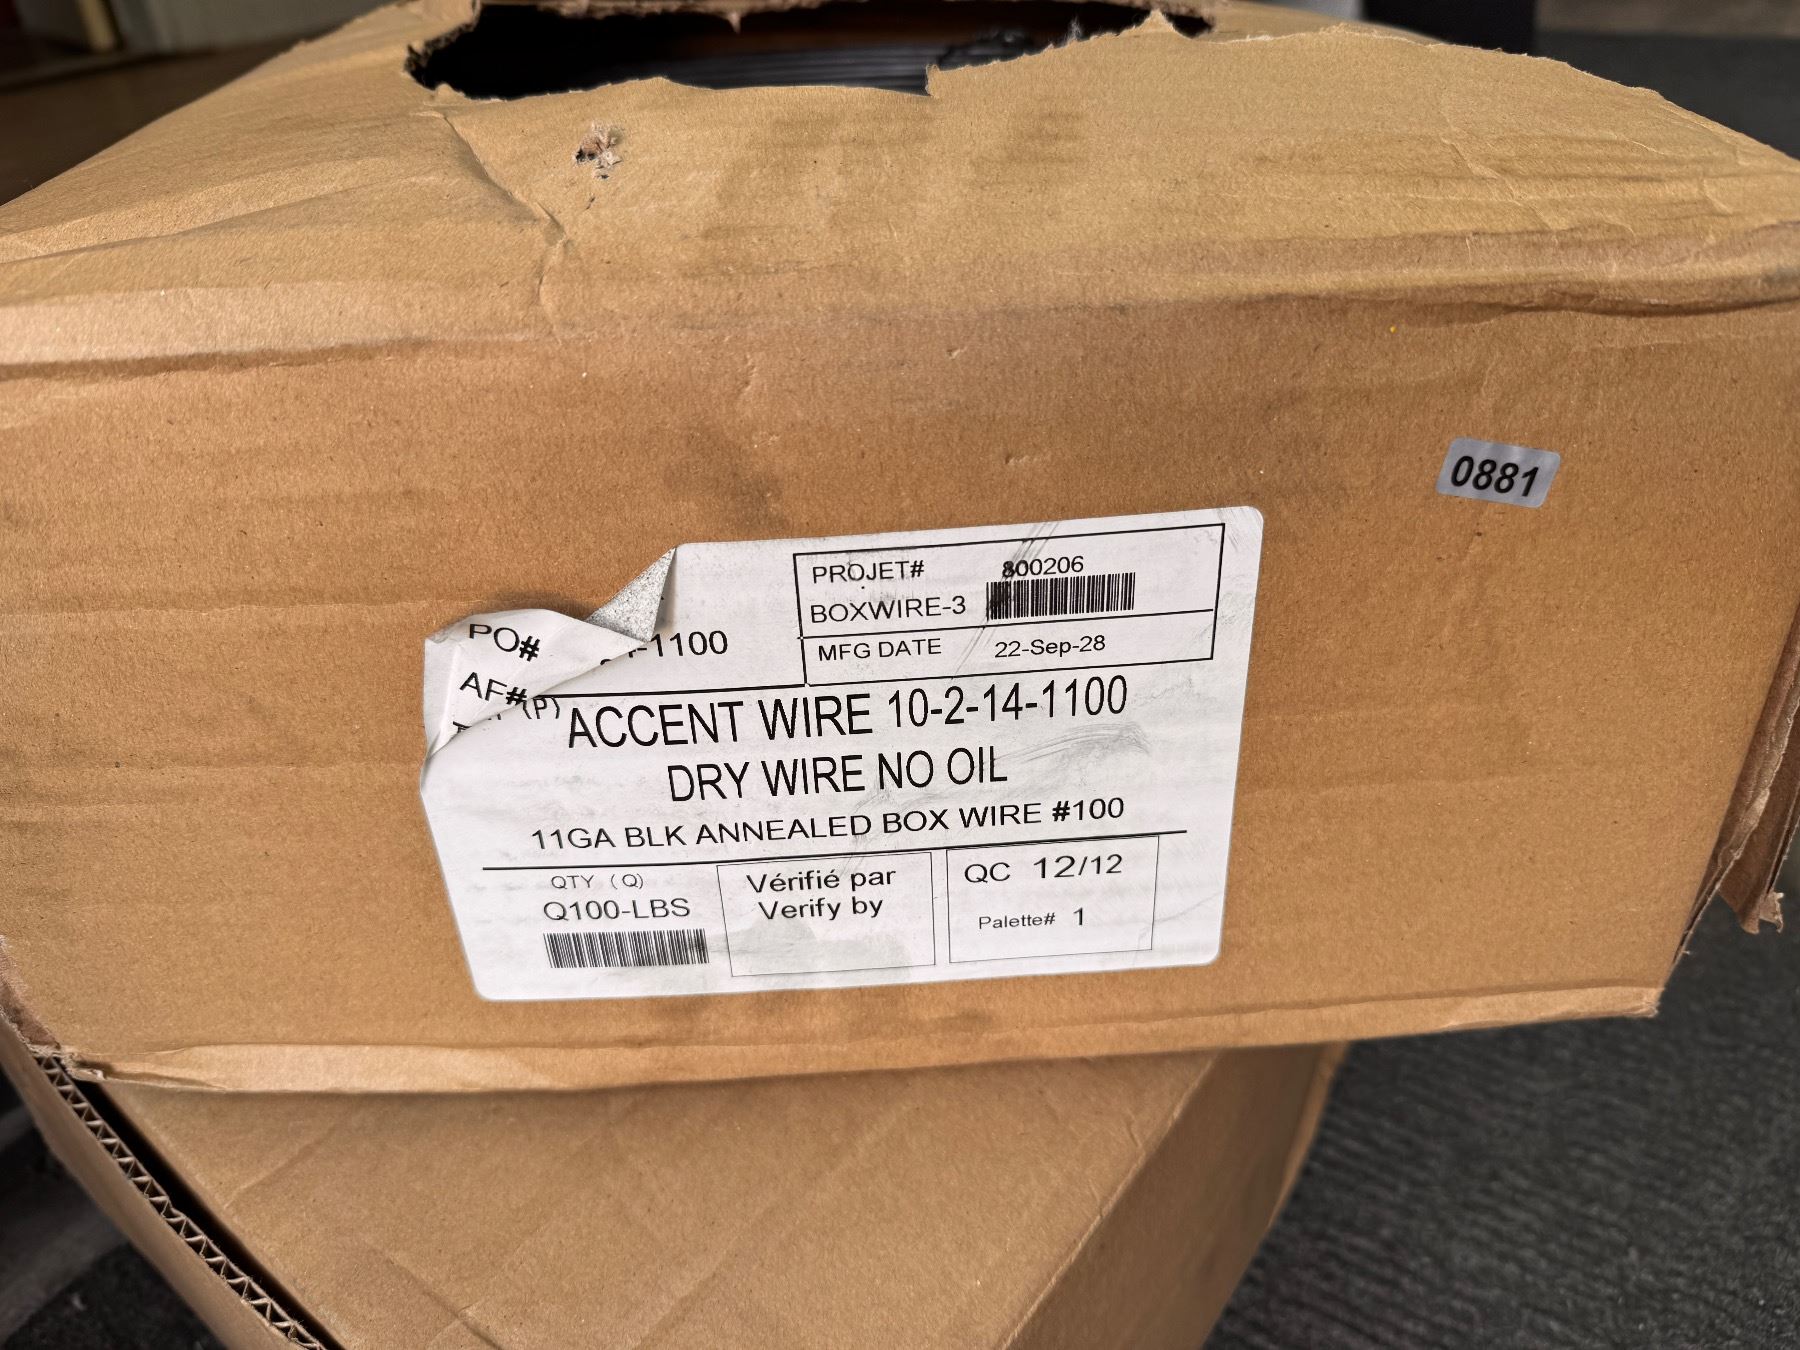 0881
PROJET# 800206
BOXWIRE-3
PO# -1100
MFG DATE 22-Sep-28
AF#
(P)
ACCENT WIRE 10-2-14-1100
DRY WIRE NO OIL
11GA BLK ANNEALED BOX WIRE #100
QTY (Q)
Q100-LBS
Vérifié par
Verify by
QC 12/12
Palette# 1